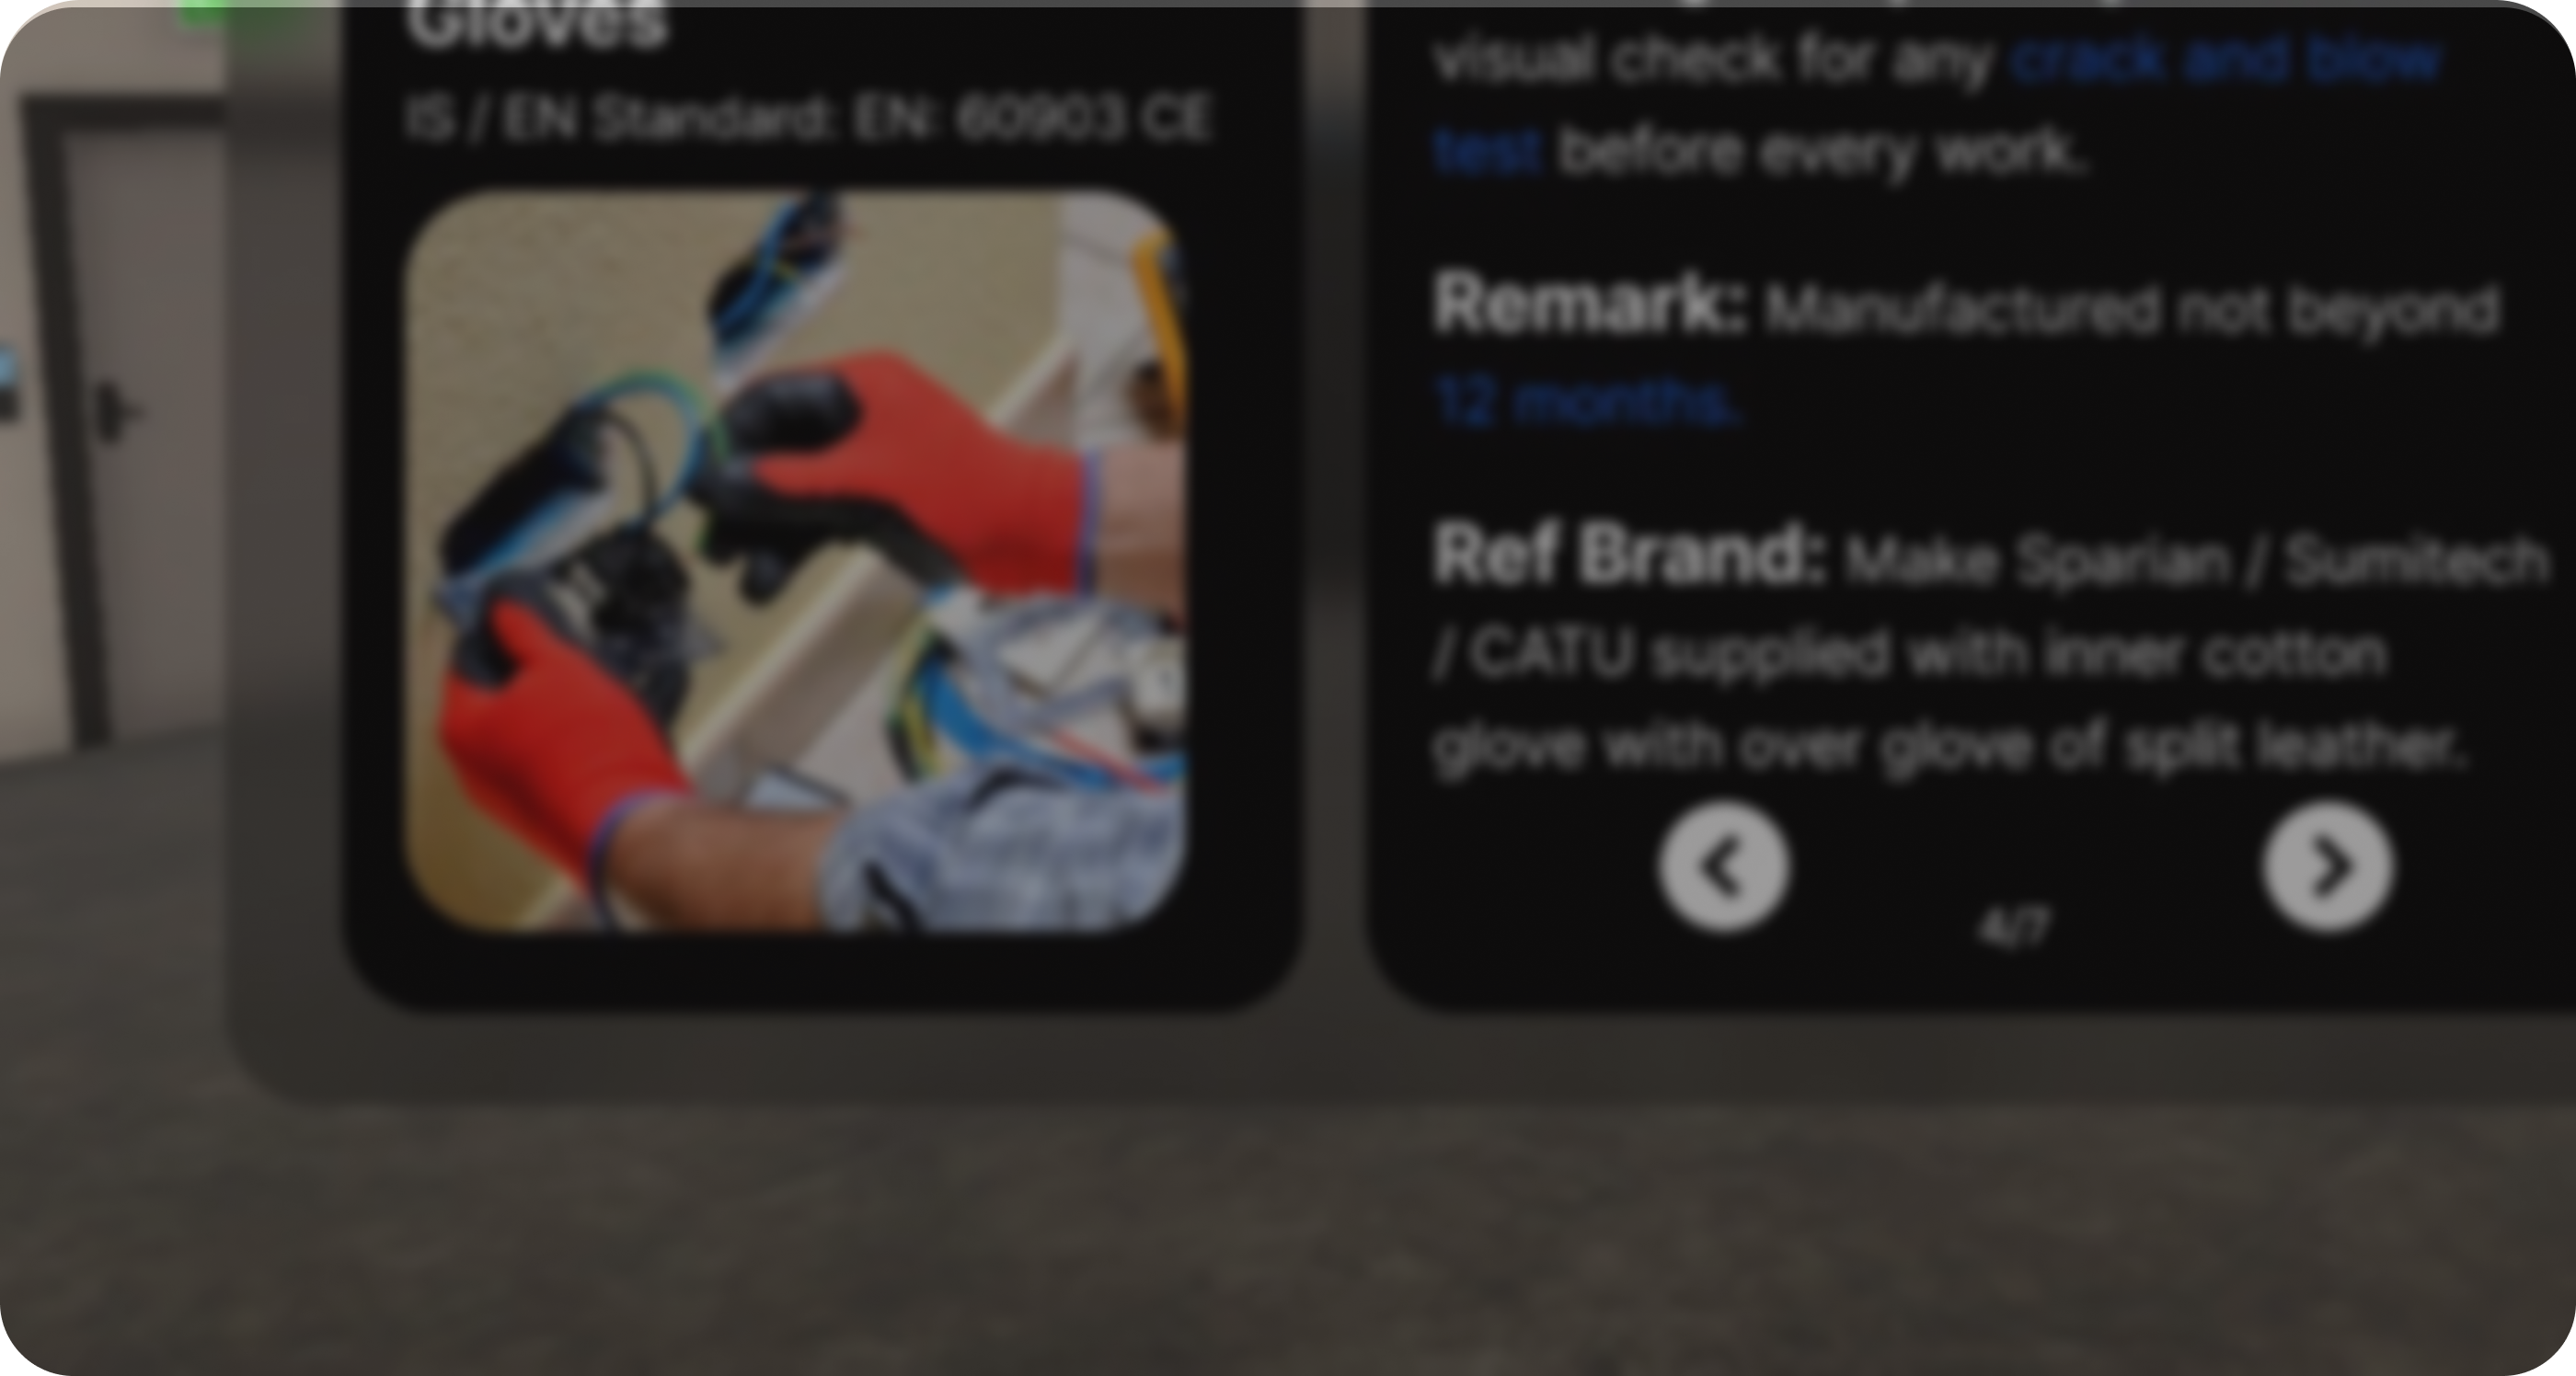 Gloves
IS / EN Standard: EN: 60903 CE
visual check for any crack and blow
test before every work.
Remark: Manufactured not beyond
12 months.
Ref Brand: Make Sparian / Sumitech
/ CATU supplied with inner cotton
glove with over glove of split leather.
4/7